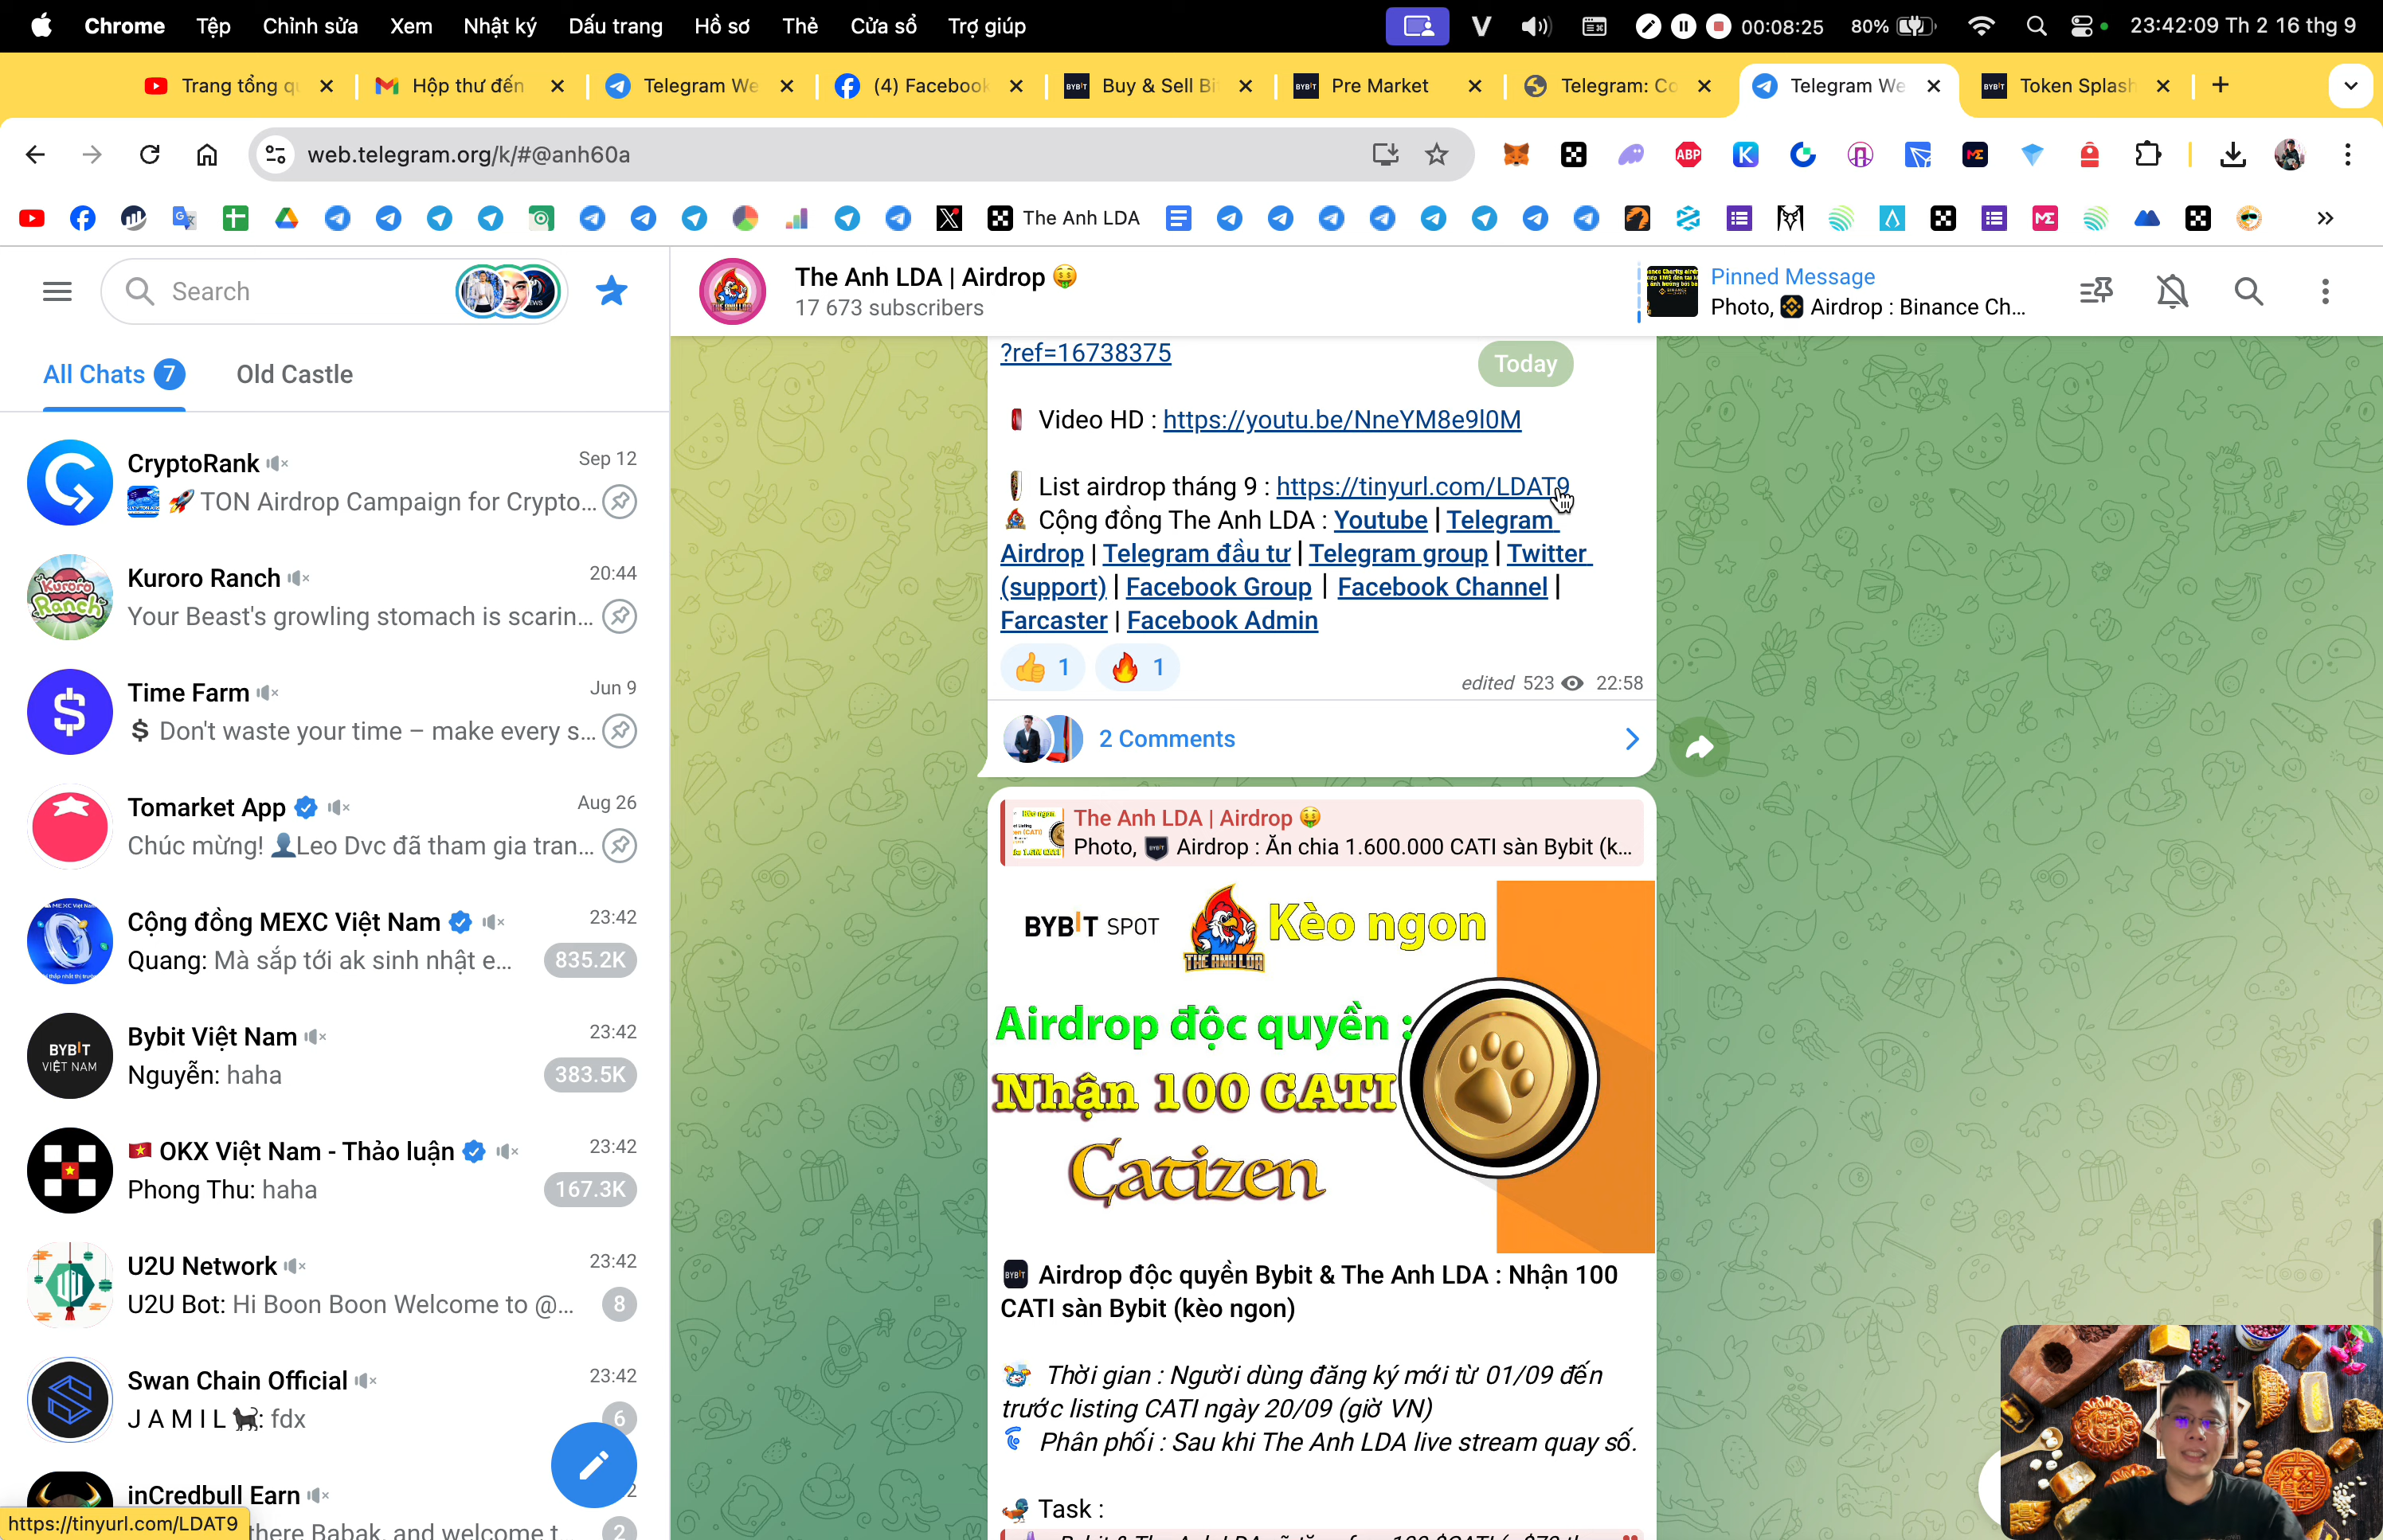 Chrome Tệp Chỉnh sửa Xem Nhật ký Dấu trang Hồ sơ Thẻ Cửa sổ Trợ giúp 00:08:25 80% 23:42:09 Th 2 16 thg 9
Trang tổng qu Hộp thư đến Telegram We (4) Facebook Buy & Sell Bi Pre Market Telegram: Co Telegram We Token Splash
web.telegram.org/k/#@anh60a
The Anh LDA
Search
The Anh LDA | Airdrop 🤑
17 673 subscribers
Pinned Message
Photo, Airdrop : Binance Ch...
All Chats 7 Old Castle
CryptoRank Sep 12
🚀 TON Airdrop Campaign for Crypto...
Kuroro Ranch 20:44
Your Beast's growling stomach is scarin...
Time Farm Jun 9
$ Don't waste your time – make every s...
Tomarket App Aug 26
Chúc mừng! 👤Leo Dvc đã tham gia tran...
Cộng đồng MEXC Việt Nam 23:42
Quang: Mà sắp tới ak sinh nhật e... 835.2K
Bybit Việt Nam 23:42
Nguyễn: haha 383.5K
🇻🇳 OKX Việt Nam - Thảo luận 23:42
Phong Thu: haha 167.3K
U2U Network 23:42
U2U Bot: Hi Boon Boon Welcome to @... 8
Swan Chain Official 23:42
J A M I L 🐈‍⬛: fdx 6
inCredbull Earn
there Babak, and welcome t... 2
https://tinyurl.com/LDAT9
?ref=16738375
Today
Video HD : https://youtu.be/NneYM8e9l0M
List airdrop tháng 9 : https://tinyurl.com/LDAT9
Cộng đồng The Anh LDA : Youtube | Telegram
Airdrop | Telegram đầu tư | Telegram group | Twitter
(support) | Facebook Group | Facebook Channel |
Farcaster | Facebook Admin
👍 1 🔥 1
edited 523 22:58
2 Comments
The Anh LDA | Airdrop 🤑
Photo, Airdrop : Ăn chia 1.600.000 CATI sàn Bybit (k...
BYBIT SPOT THE ANH LDA Kèo ngon
Airdrop độc quyền :
Nhận 100 CATI
Catizen
Airdrop độc quyền Bybit & The Anh LDA : Nhận 100
CATI sàn Bybit (kèo ngon)
Thời gian : Người dùng đăng ký mới từ 01/09 đến
trước listing CATI ngày 20/09 (giờ VN)
Phân phối : Sau khi The Anh LDA live stream quay số.
Task :